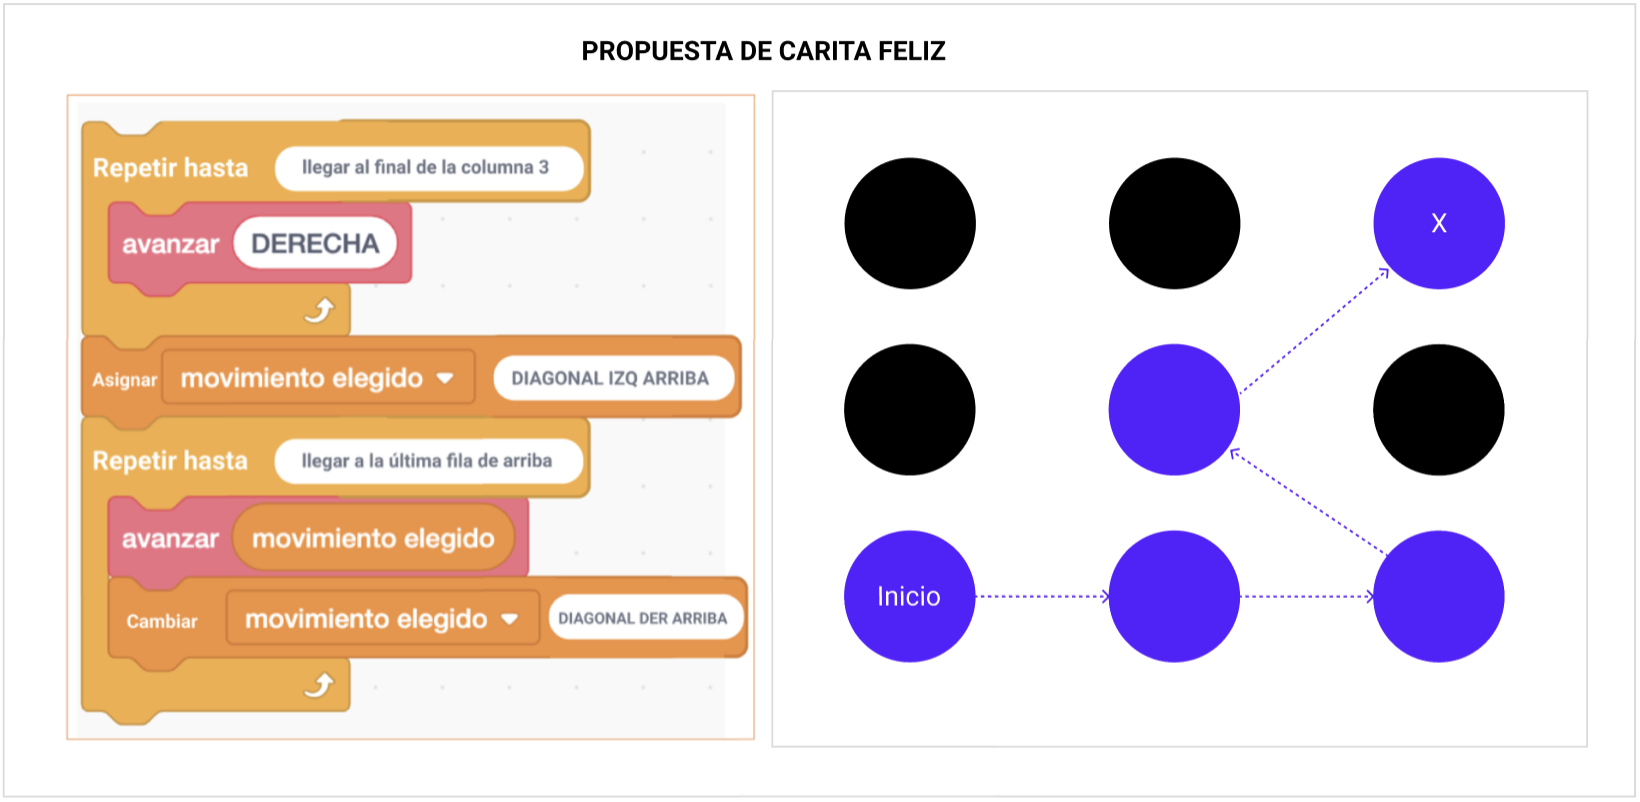 PROPUESTA DE CARITA FELIZ
Repetir hasta llegar al final de la columna 3
avanzar DERECHA
Asignar movimiento elegido DIAGONAL IZQ ARRIBA
Repetir hasta llegar a la última fila de arriba
avanzar movimiento elegido
Cambiar movimiento elegido DIAGONAL DER ARRIBA
X
Inicio